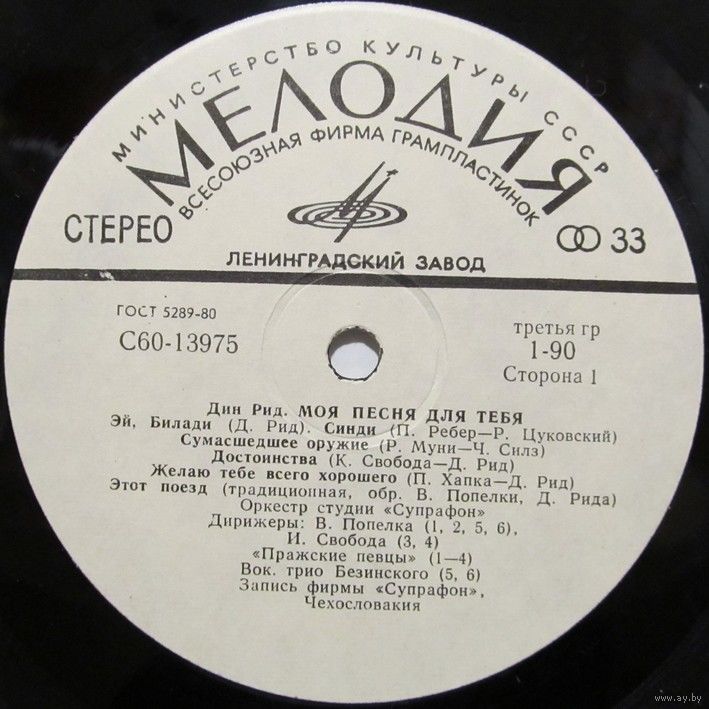 МИНИСТЕРСТВО КУЛЬТУРЫ СССР
МЕЛОДИЯ
ВСЕСОЮЗНАЯ ФИРМА ГРАМПЛАСТИНОК
СТЕРЕО
33
ЛЕНИНГРАДСКИЙ ЗАВОД
ГОСТ 5289-80
С60-13975
третья гр
1-90
Сторона 1
Дин Рид. МОЯ ПЕСНЯ ДЛЯ ТЕБЯ
Эй, Билади (Д. Рид). Синди (П. Ребер—Р. Цуковский)
Сумасшедшее оружие (Р. Муни—Ч. Силз)
Достоинства (К. Свобода—Д. Рид)
Желаю тебе всего хорошего (П. Хапка—Д. Рид)
Этот поезд (традиционная, обр. В. Попелки, Д. Рида)
Оркестр студии «Супрафон»
Дирижеры: В. Попелка (1, 2, 5, 6),
И. Свобода (3, 4)
«Пражские певцы» (1—4)
Вок. трио Безинского (5, 6)
Запись фирмы «Супрафон»,
Чехословакия
www.ay.by